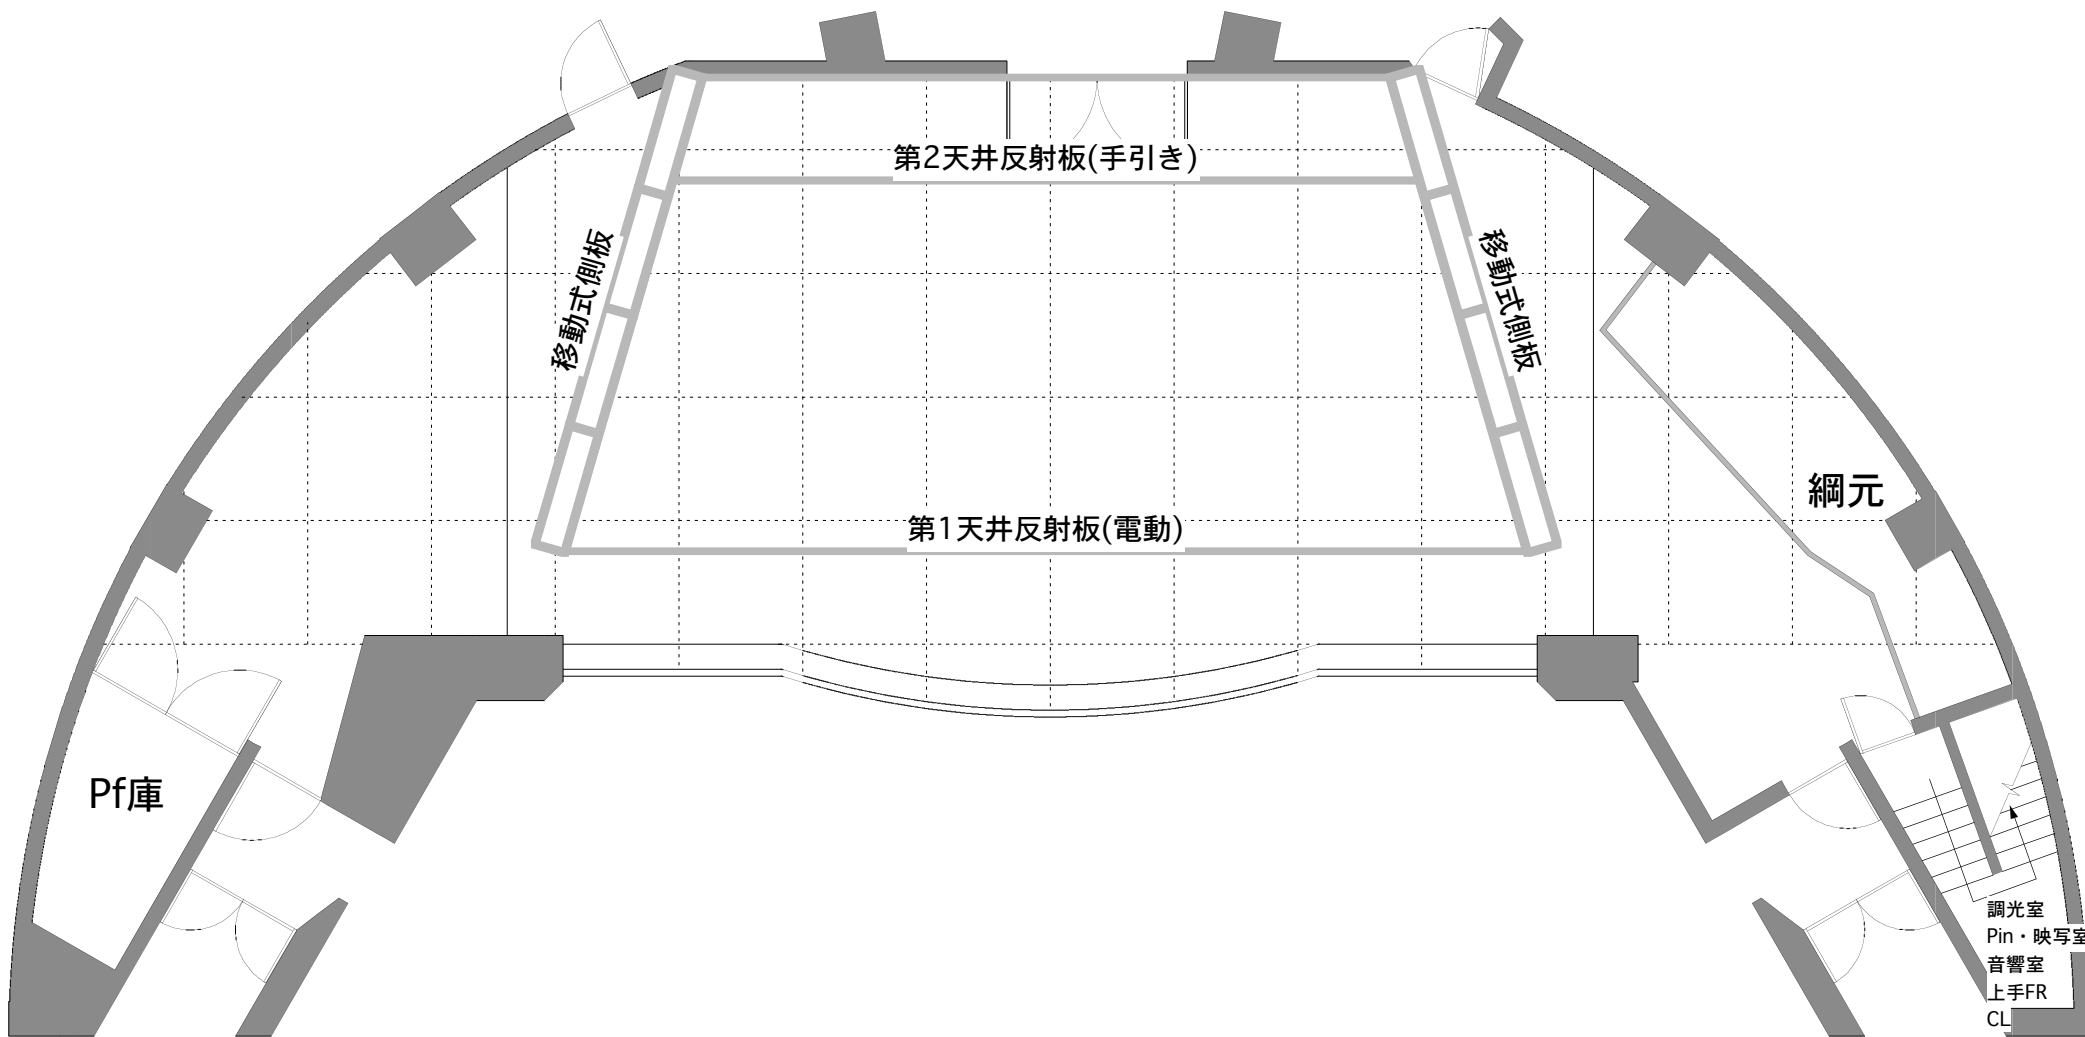 第2天井反射板(手引き)
移動式側板
移動式側板
綱元
第1天井反射板(電動)
Pf庫
調光室
Pin・映写室
音響室
上手FR
CL